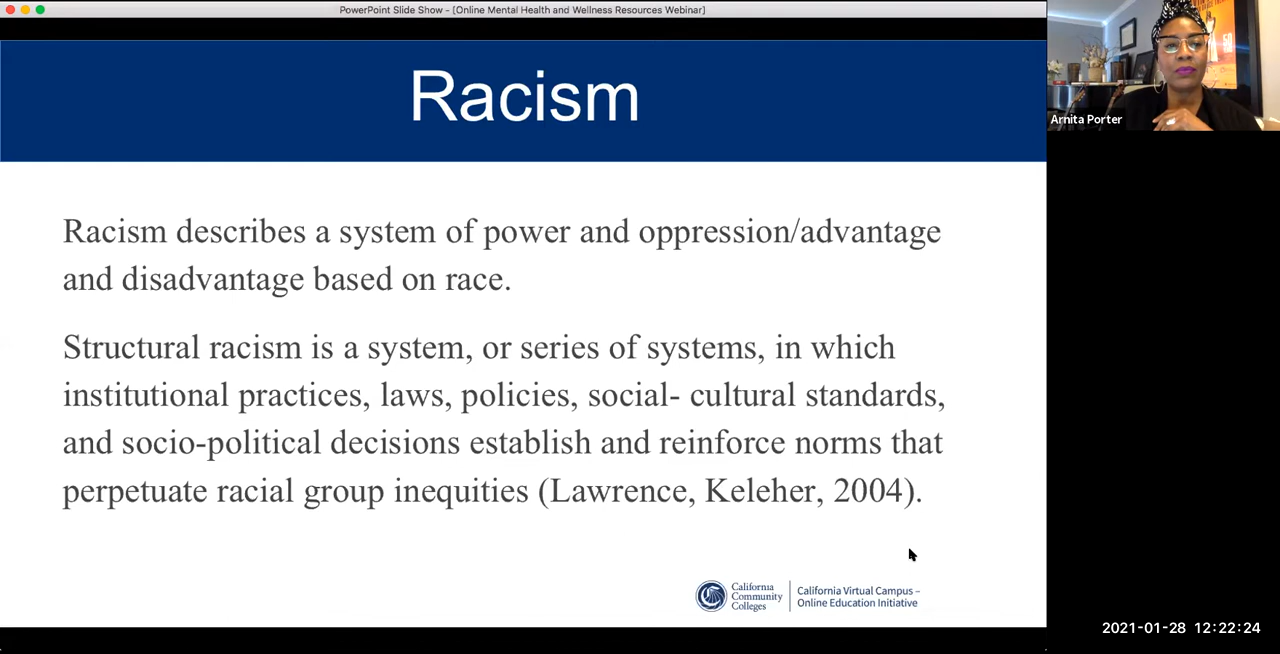 PowerPoint Slide Show - [Online Mental Health and Wellness Resources Webinar]
Racism
Arnita Porter
Racism describes a system of power and oppression/advantage
and disadvantage based on race.
Structural racism is a system, or series of systems, in which
institutional practices, laws, policies, social- cultural standards,
and socio-political decisions establish and reinforce norms that
perpetuate racial group inequities (Lawrence, Keleher, 2004).
California
Community
Colleges
California Virtual Campus –
Online Education Initiative
2021-01-28 12:22:24